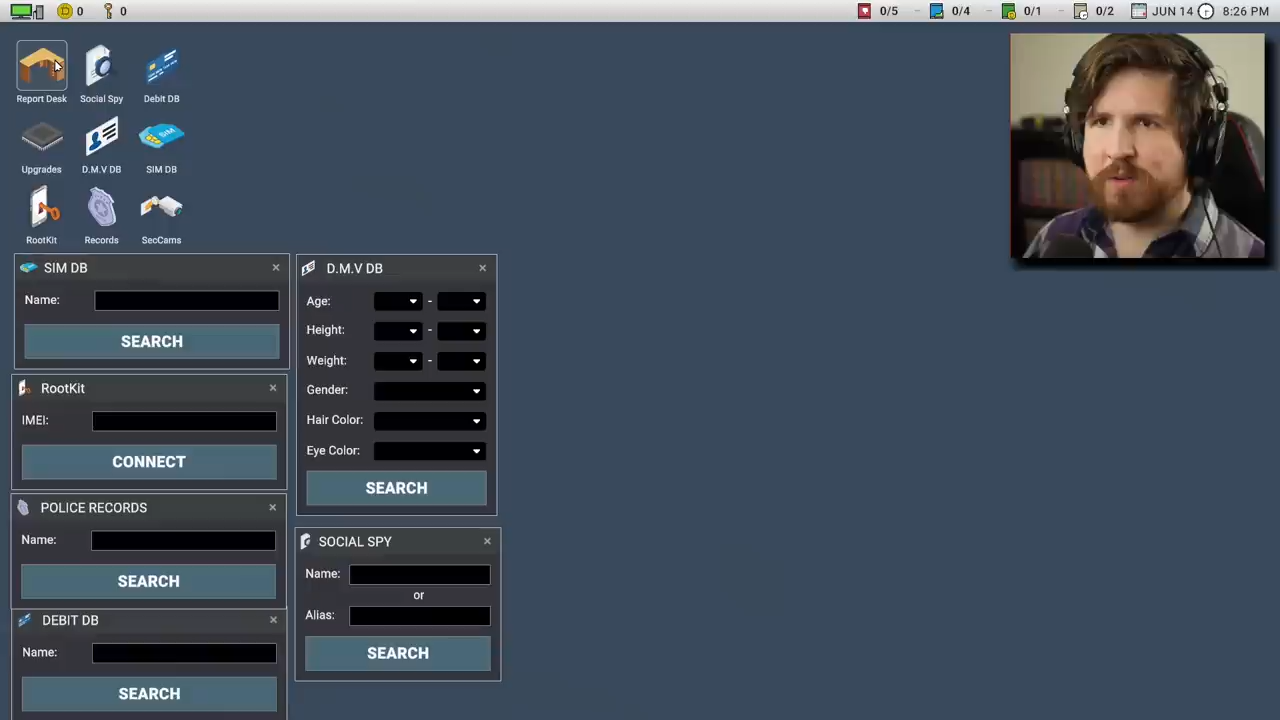 0 0 0/5 - 0/4 - 0/1 - 0/2 JUN 14 8:26 PM
Report Desk Social Spy Debit DB
SIM
Upgrades D.M.V DB SIM DB
RootKit Records SecCams
SIM DB ×
Name:
SEARCH
RootKit ×
IMEI:
CONNECT
POLICE RECORDS ×
Name:
SEARCH
DEBIT DB ×
Name:
SEARCH
D.M.V DB ×
Age: -
Height: -
Weight: -
Gender:
Hair Color:
Eye Color:
SEARCH
SOCIAL SPY ×
Name:
or
Alias:
SEARCH